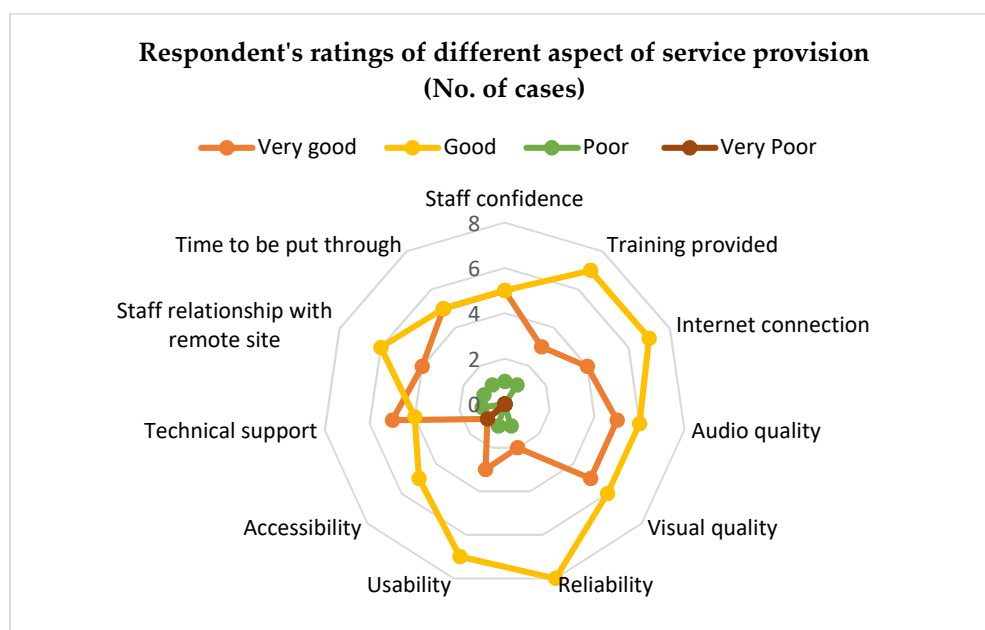 Respondent's ratings of different aspect of service provision
(No. of cases)
Very good Good Poor Very Poor
Staff confidence
8
Time to be put through
Training provided
6
Staff relationship with
remote site
Internet connection
4
2
0
Technical support
Audio quality
Accessibility
Visual quality
Usability
Reliability